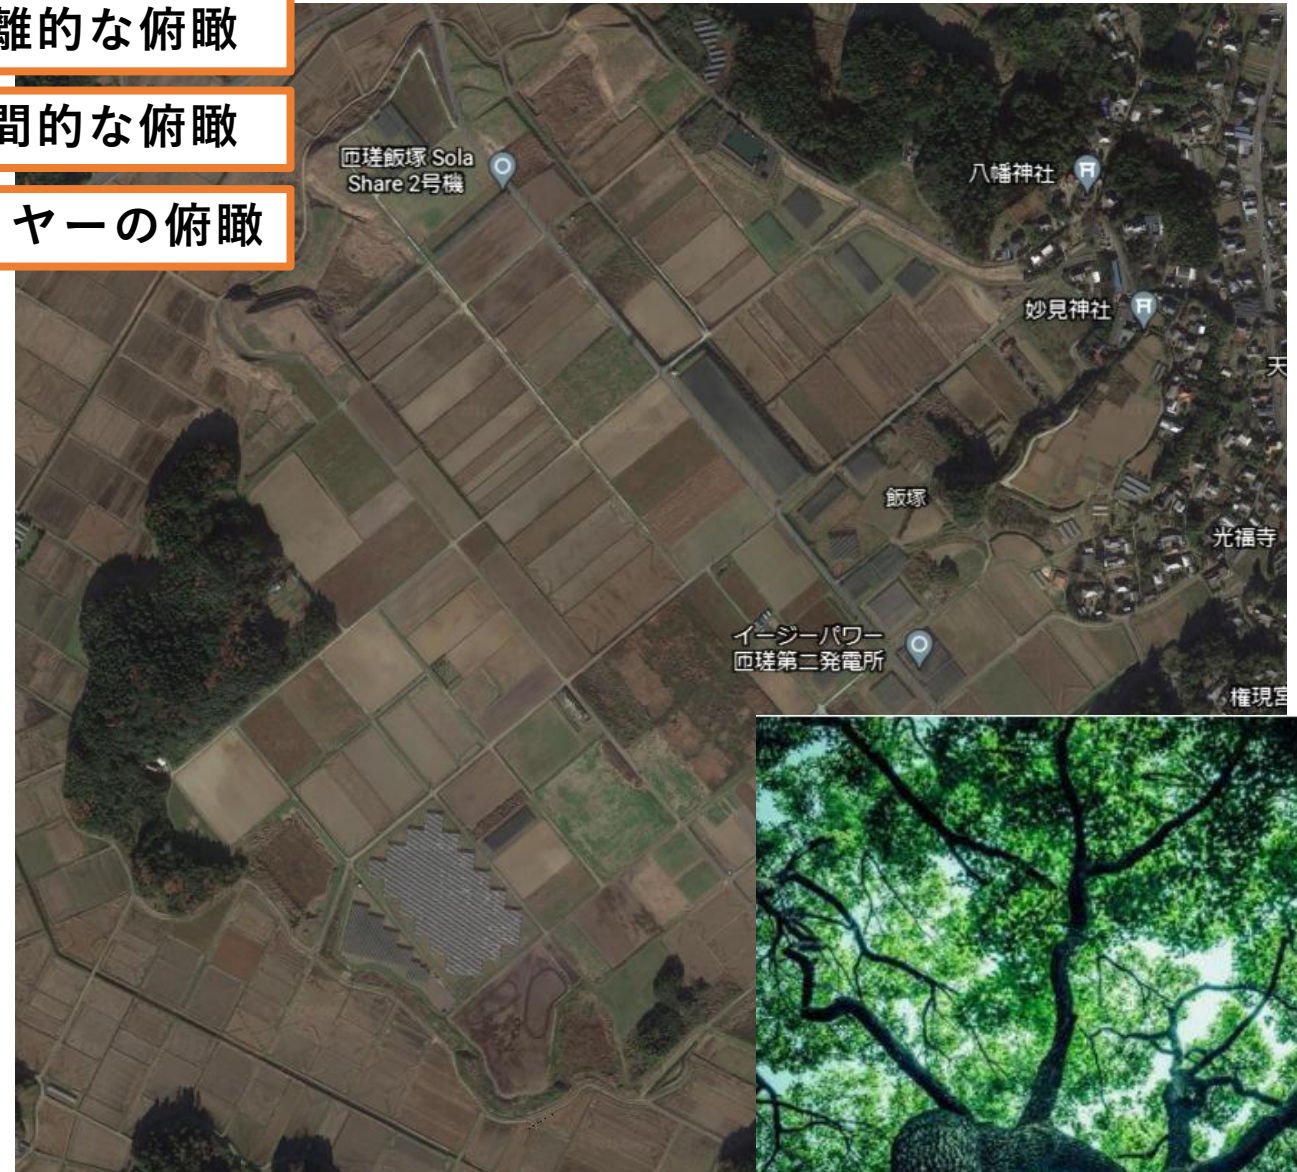 離的な俯瞰
間的な俯瞰
ヤーの俯瞰
匝瑳飯塚 Sola
Share 2号機
八幡神社
妙見神社
天
飯塚
光福寺
イージーパワー
匝瑳第二発電所
権現宮